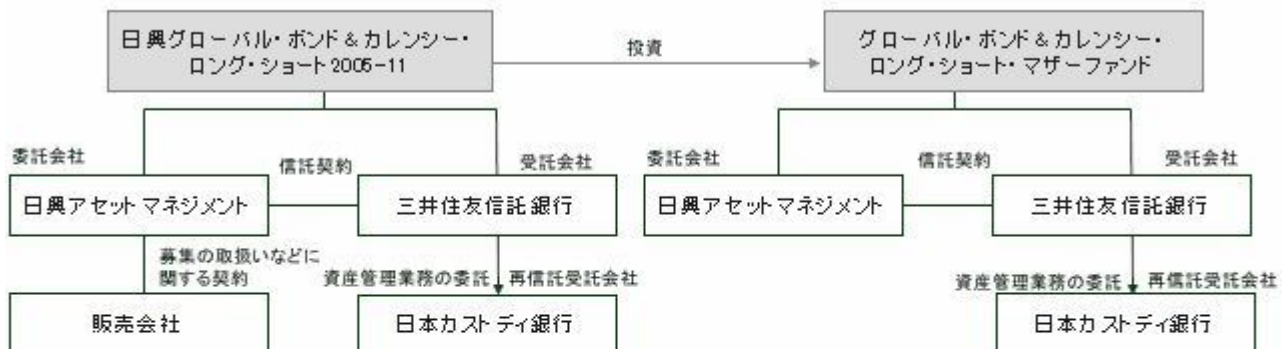 日興グローバル・ボンド＆カレンシー・
ロング・ショート2005-11
投資
グローバル・ボンド＆カレンシー・
ロング・ショート・マザーファンド
委託会社
信託契約
受託会社
委託会社
信託契約
受託会社
日興アセットマネジメント
三井住友信託銀行
日興アセットマネジメント
三井住友信託銀行
募集の取扱いなどに
関する契約
資産管理業務の委託
再信託受託会社
資産管理業務の委託
再信託受託会社
販売会社
日本カストディ銀行
日本カストディ銀行